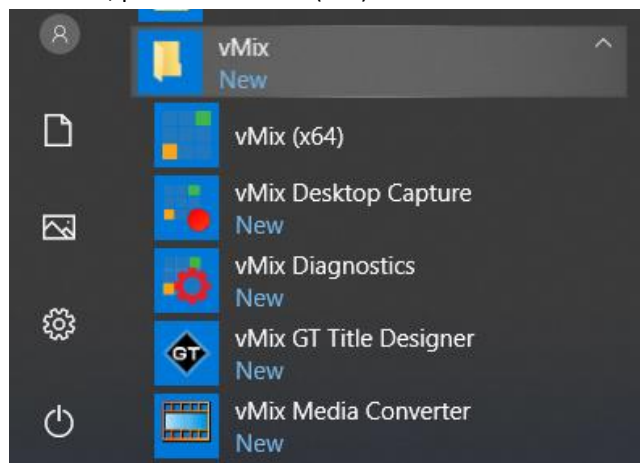 vMix
New
vMix (x64)
vMix Desktop Capture
New
vMix Diagnostics
New
GT
vMix GT Title Designer
New
vMix Media Converter
New